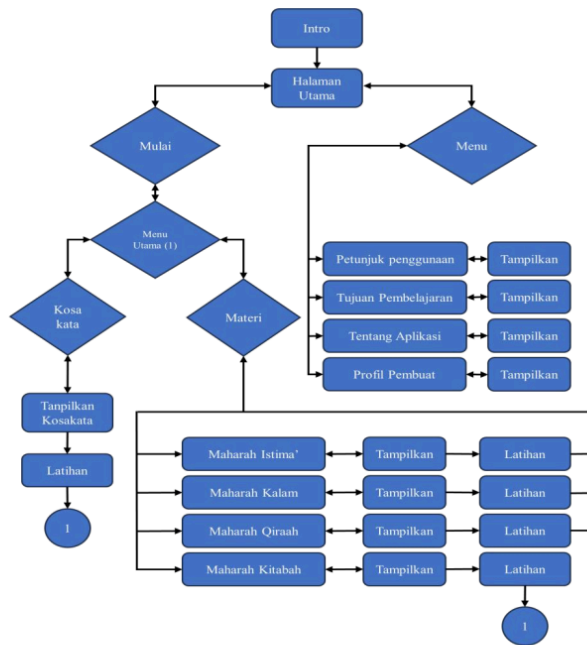 Intro
Halaman
Utama
Mulai
Menu
Menu
Utama (1)
Petunjuk penggunaan
Tampilkan
Tujuan Pembelajaran
Tampilkan
Kosa
kata
Materi
Tentang Aplikasi
Tampilkan
Profil Pembuat
Tampilkan
Tanpilkan
Kosakata
Latihan
1
Maharah Istima’
Tampilkan
Latihan
Maharah Kalam
Tampilkan
Latihan
Maharah Qiraah
Tampilkan
Latihan
Maharah Kitabah
Tampilkan
Latihan
1